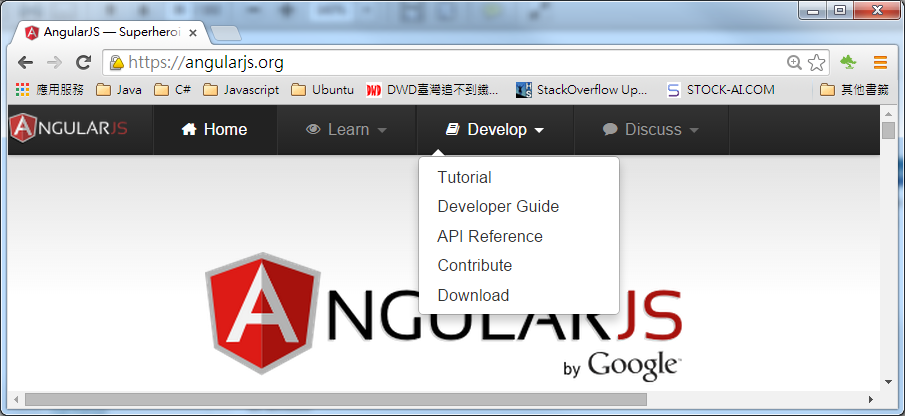 AngularJS — Superheroi
https://angularjs.org
應用服務 Java C# Javascript Ubuntu DWD臺灣追不到鐵... StackOverflow Up... STOCK-AI.COM 其他書籤
ANGULARJS Home Learn Develop Discuss
Tutorial
Developer Guide
API Reference
Contribute
Download
ANGULARJS
by Google™